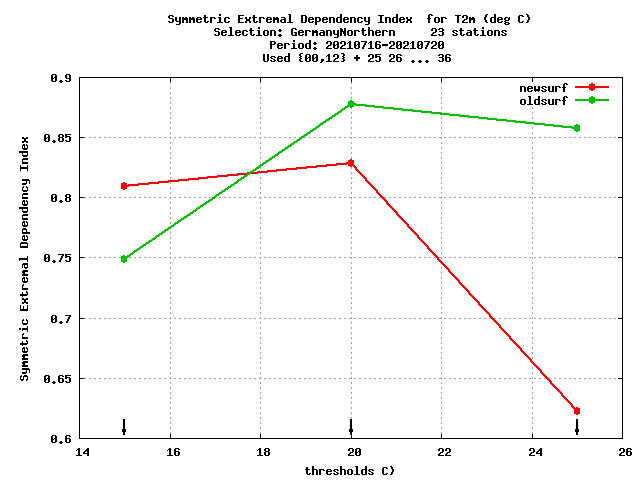 Symmetric Extremal Dependency Index  for T2m (deg C)
Selection: GermanyNorthern     23 stations
Period: 20210716-20210720
Used {00,12} + 25 26 ... 36
newsurf
oldsurf
Symmetric Extremal Dependency Index
0.9
0.85
0.8
0.75
0.7
0.65
0.6
14 16 18 20 22 24 26
thresholds C)